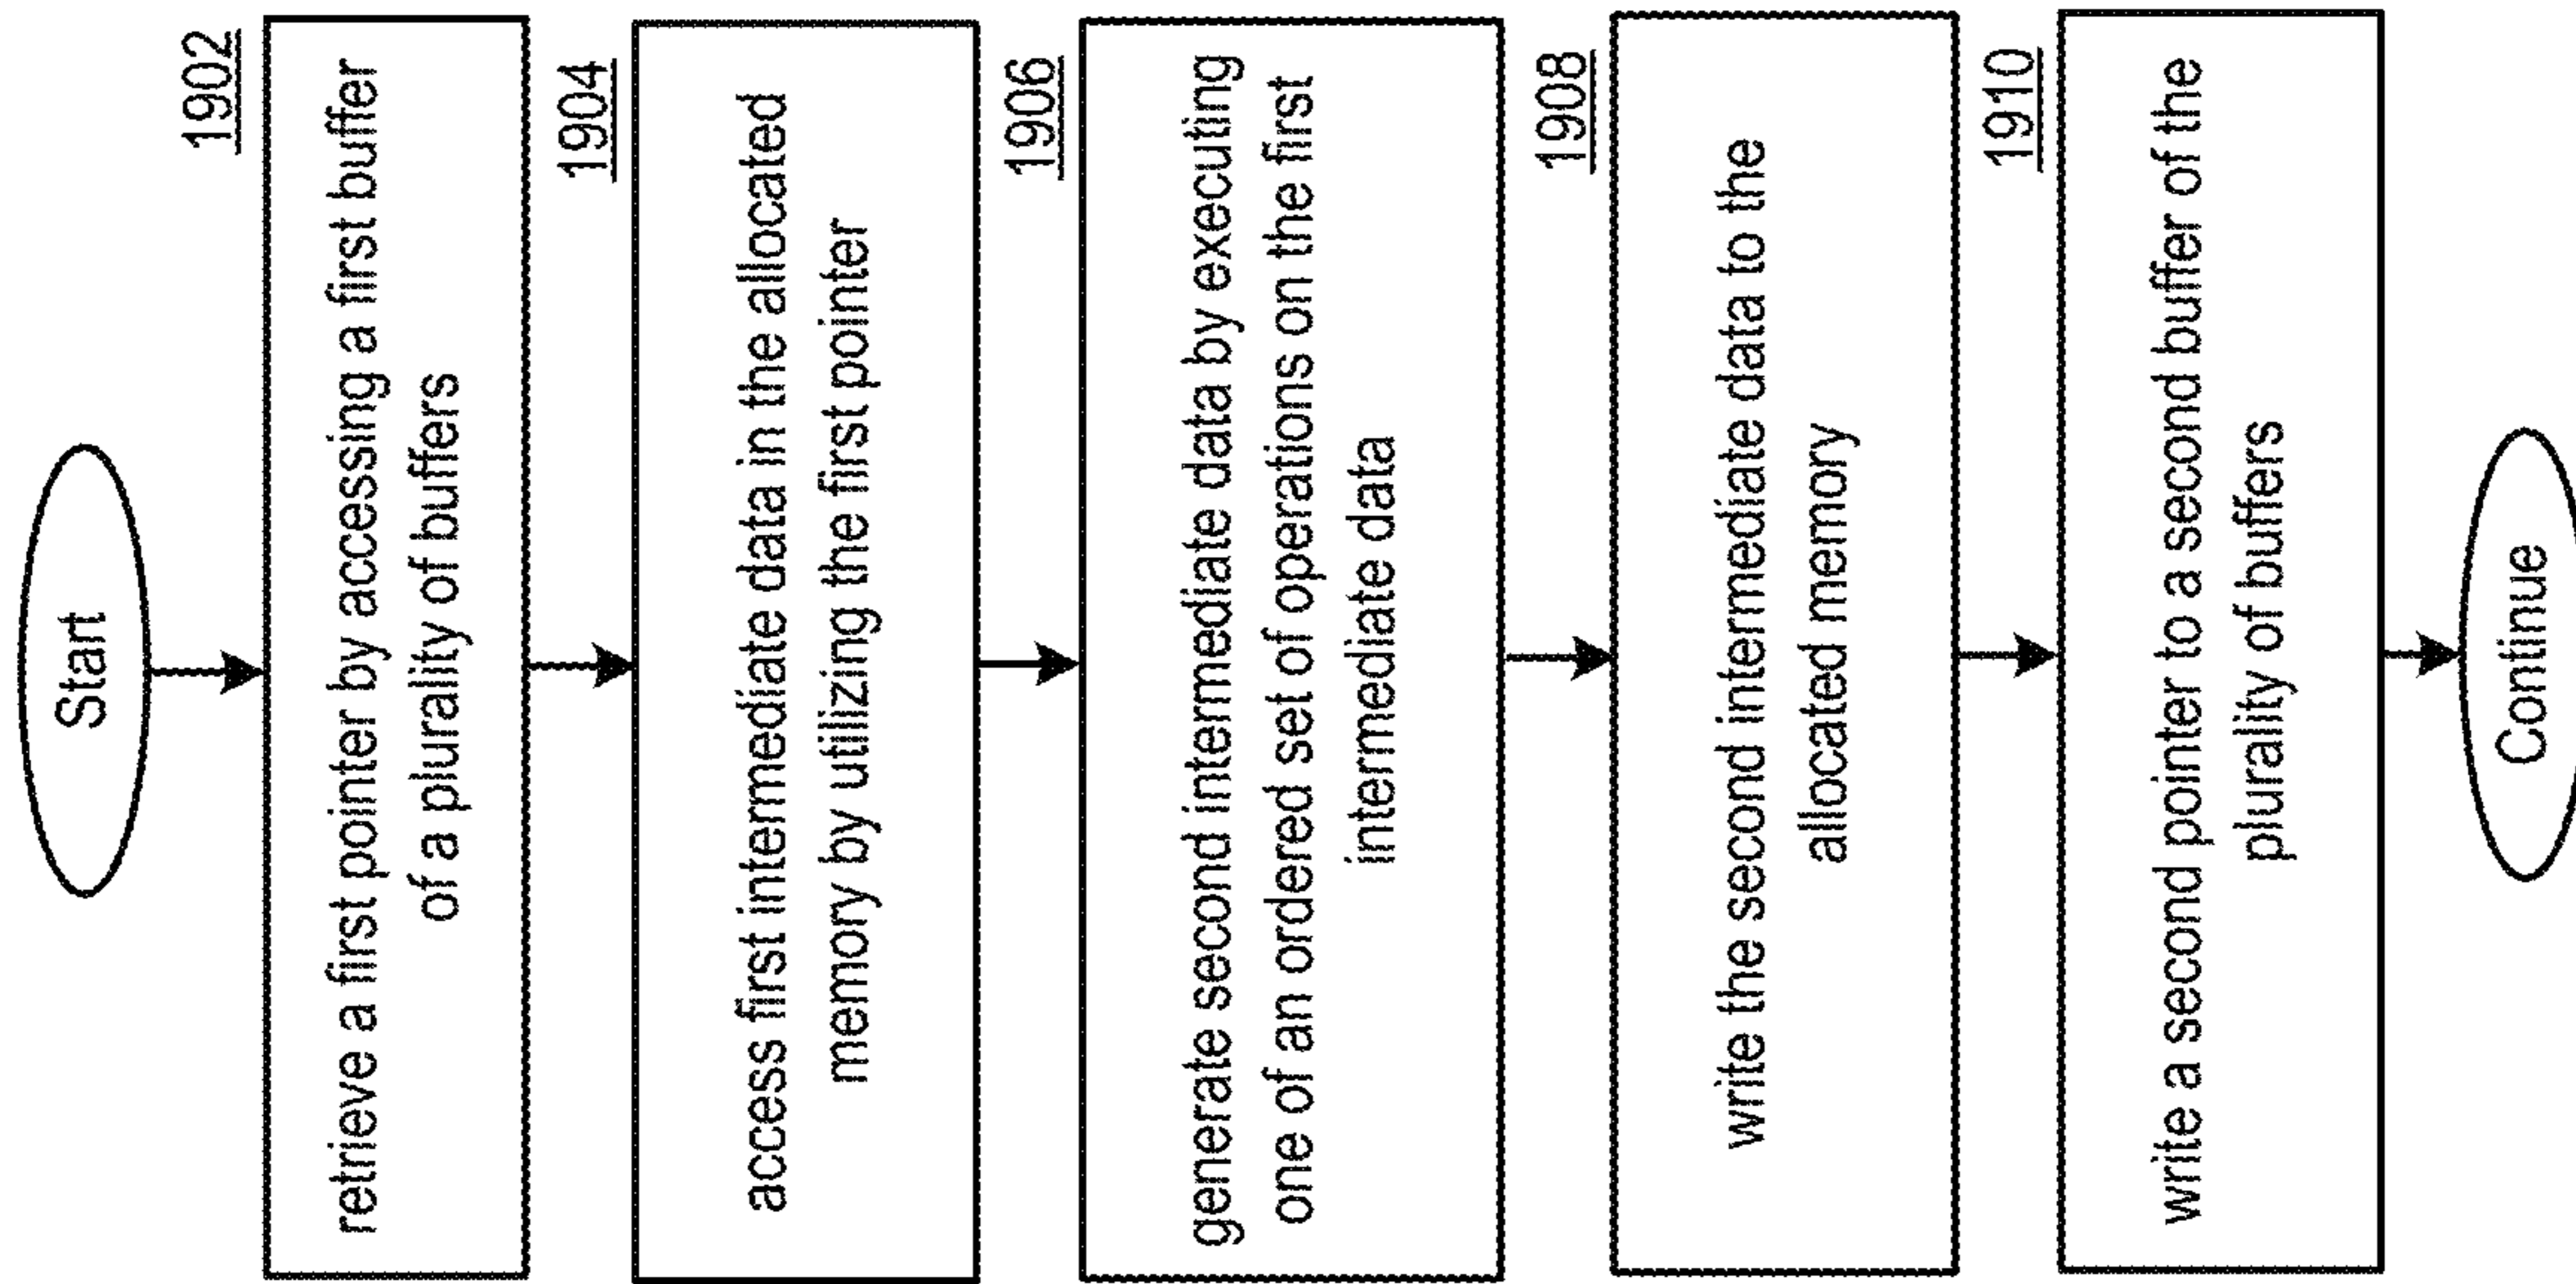 Start
1902
retrieve a first pointer by accessing a first buffer
of a plurality of buffers
1904
access first intermediate data in the allocated
memory by utilizing the first pointer
1906
generate second intermediate data by executing
one of an ordered set of operations on the first
intermediate data
1908
write the second intermediate data to the
allocated memory
1910
write a second pointer to a second buffer of the
plurality of buffers
Continue